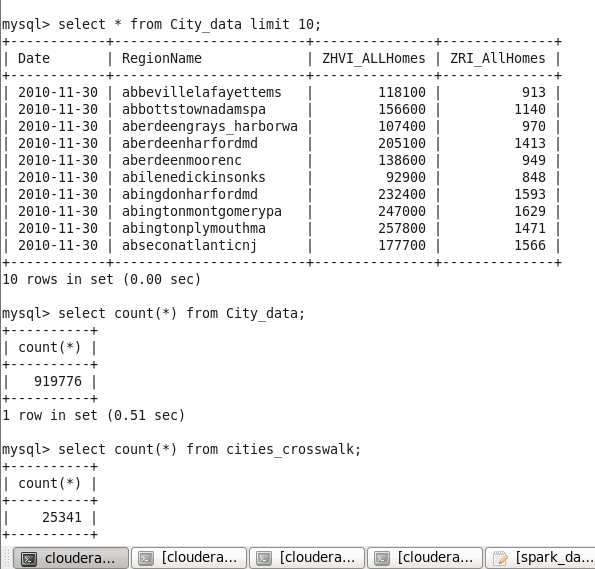 mysql> select * from City_data limit 10;
+------------+------------------------+---------------+--------------+
| Date       | RegionName             | ZHVI_ALLHomes | ZRI_AllHomes |
+------------+------------------------+---------------+--------------+
| 2010-11-30 | abbevillelafayettems   |        118100 |          913 |
| 2010-11-30 | abbottstownadamspa     |        156600 |         1140 |
| 2010-11-30 | aberdeengrays_harborwa |        107400 |          970 |
| 2010-11-30 | aberdeenharfordmd      |        205100 |         1413 |
| 2010-11-30 | aberdeenmoorenc        |        138600 |          949 |
| 2010-11-30 | abilenedickinsonks     |         92900 |          848 |
| 2010-11-30 | abingdonharfordmd      |        232400 |         1593 |
| 2010-11-30 | abingtonmontgomerypa   |        247000 |         1629 |
| 2010-11-30 | abingtonplymouthma     |        257800 |         1471 |
| 2010-11-30 | abseconatlanticnj      |        177700 |         1566 |
+------------+------------------------+---------------+--------------+
10 rows in set (0.00 sec)
mysql> select count(*) from City_data;
+----------+
| count(*) |
+----------+
|   919776 |
+----------+
1 row in set (0.51 sec)
mysql> select count(*) from cities_crosswalk;
+----------+
| count(*) |
+----------+
|    25341 |
+----------+
cloudera... [cloudera... [cloudera... [cloudera... [spark_da...